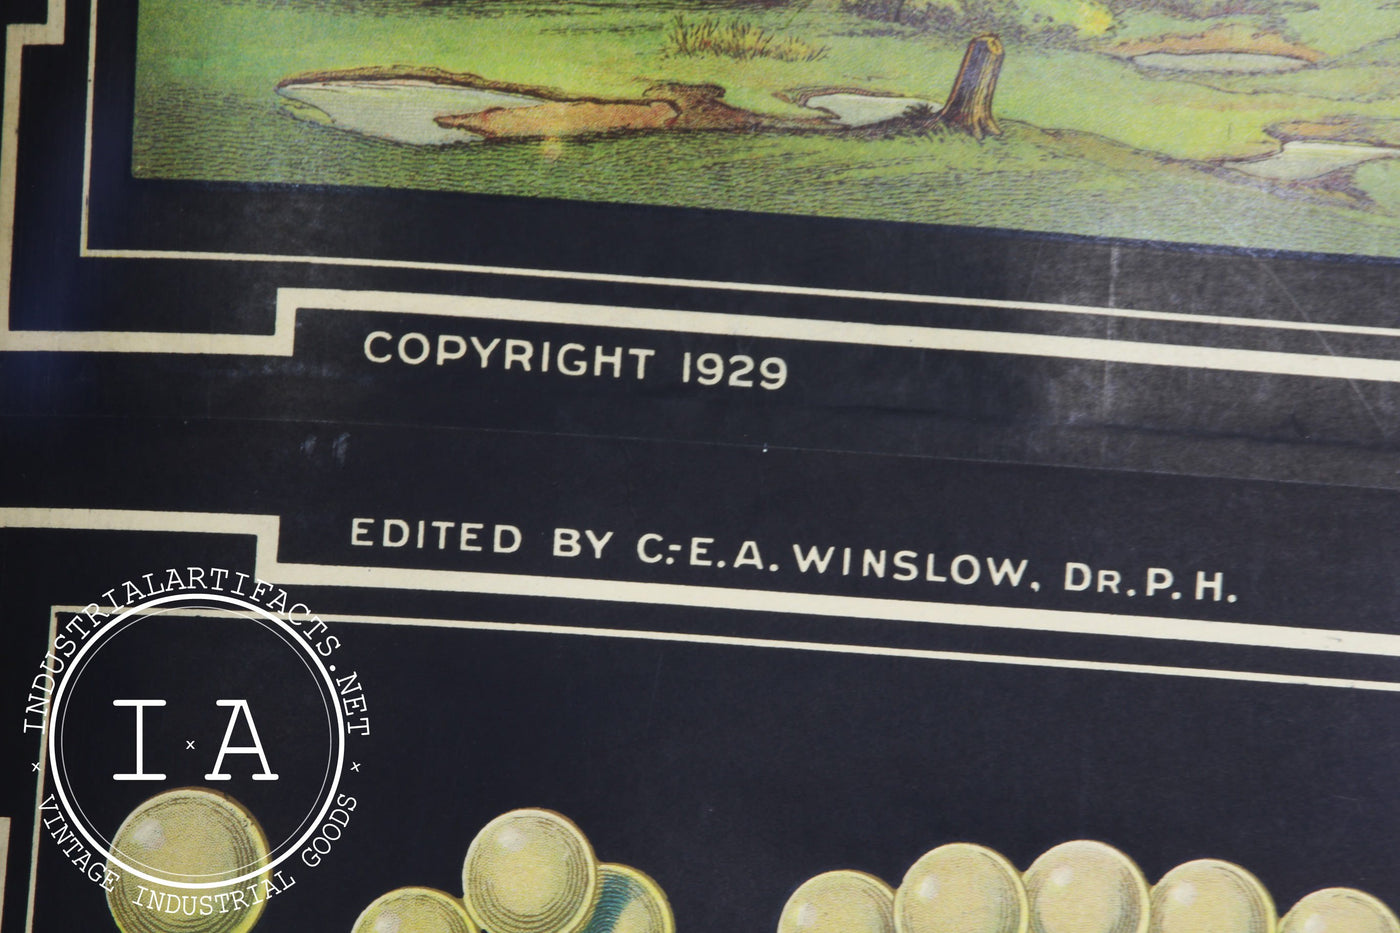 COPYRIGHT 1929
EDITED BY C.-E.A. WINSLOW, DR.P.H.
INDUSTRIALARTIFACTS.NET
I x A
x x
VINTAGE INDUSTRIAL GOODS